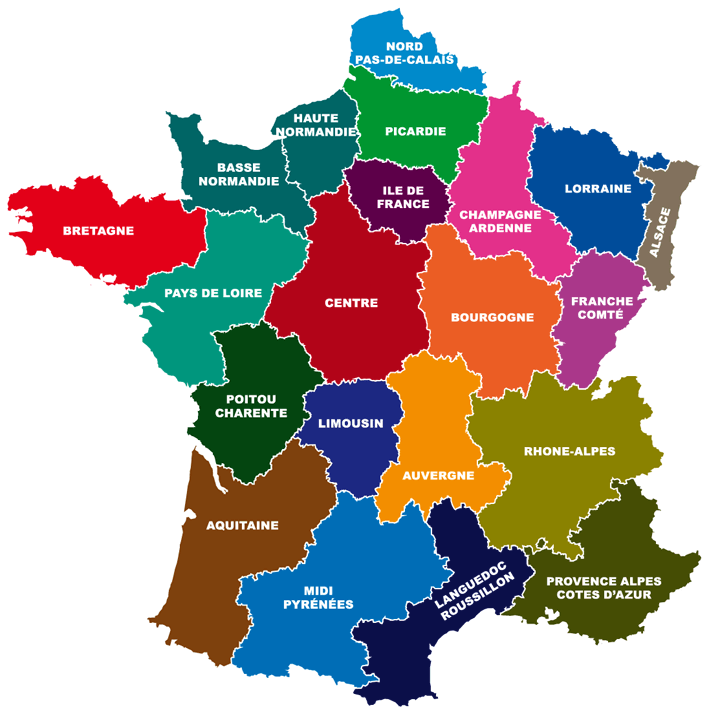 NORD
PAS-DE-CALAIS
HAUTE
NORMANDIE
PICARDIE
BASSE
NORMANDIE
ILE DE
FRANCE
CHAMPAGNE
ARDENNE
LORRAINE
ALSACE
BRETAGNE
PAYS DE LOIRE
CENTRE
BOURGOGNE
FRANCHE
COMTÉ
POITOU
CHARENTE
LIMOUSIN
AUVERGNE
RHONE-ALPES
AQUITAINE
MIDI
PYRÉNÉES
LANGUEDOC
ROUSSILLON
PROVENCE ALPES
COTES D'AZUR